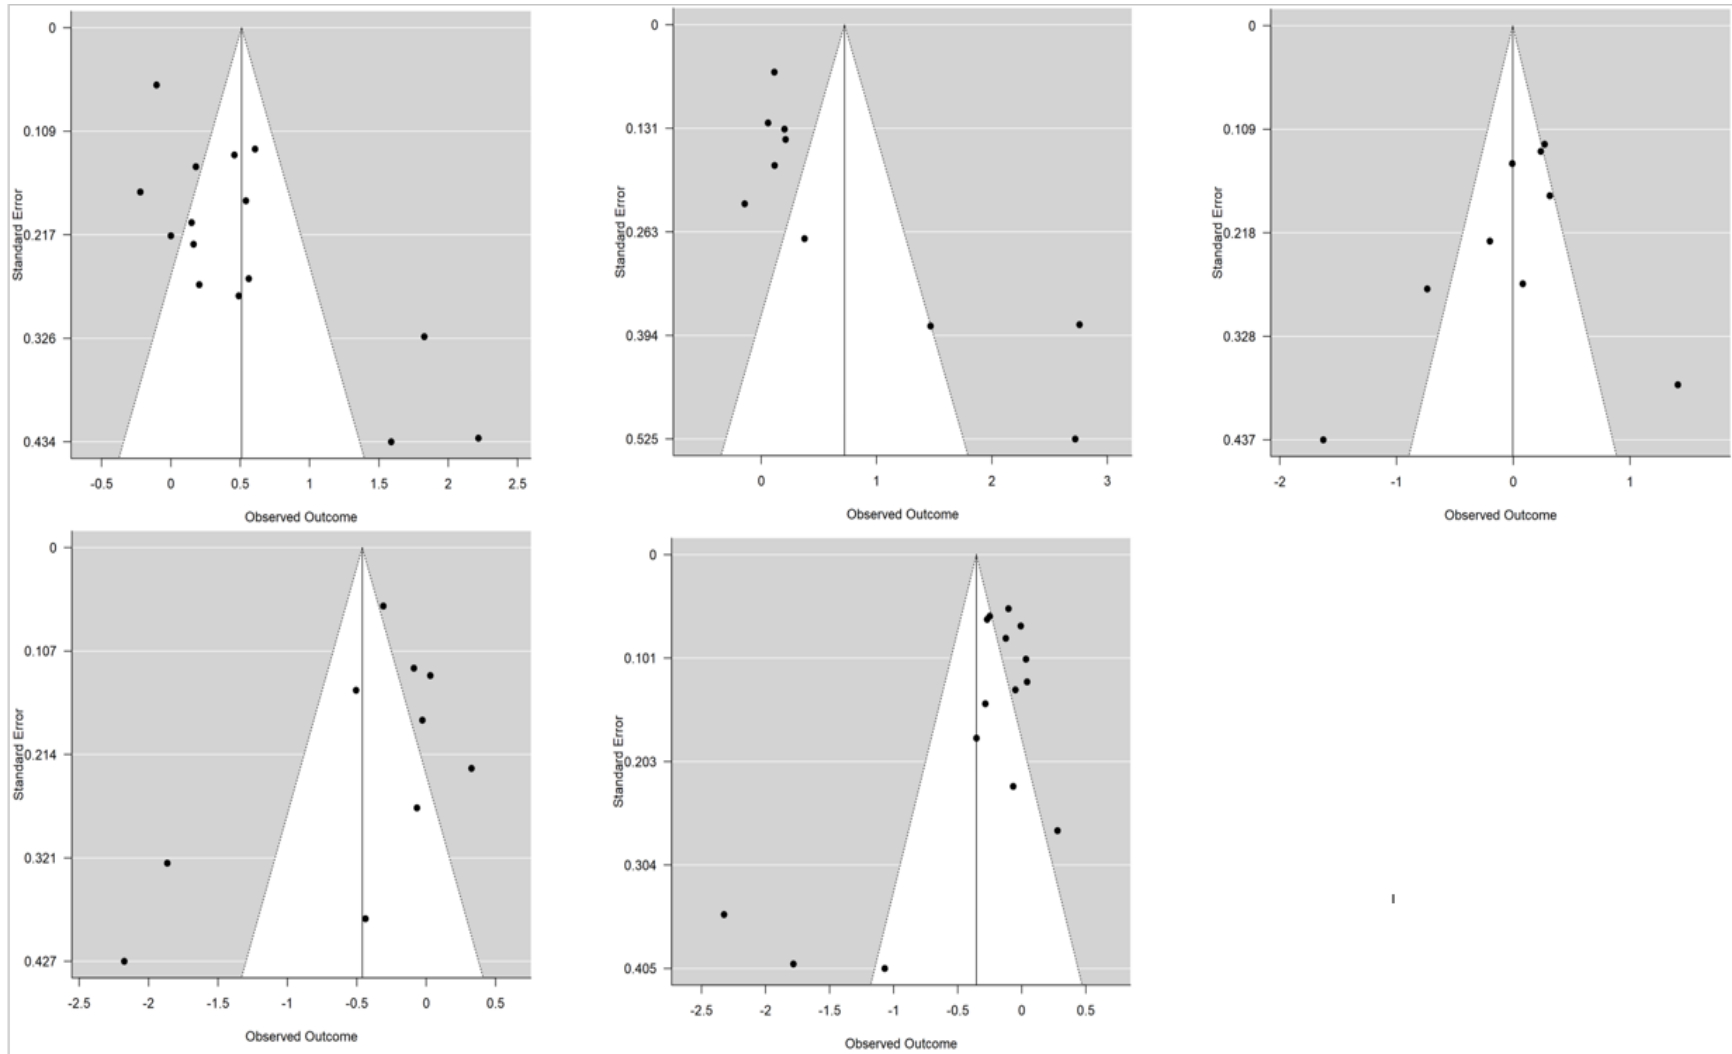 0
0.109
0.217
0.326
0.434
Standard Error
-0.5 0 0.5 1 1.5 2 2.5
Observed Outcome
0
0.131
0.263
0.394
0.525
Standard Error
0 1 2 3
Observed Outcome
0
0.109
0.218
0.328
0.437
Standard Error
-2 -1 0 1
Observed Outcome
0
0.107
0.214
0.321
0.427
Standard Error
-2.5 -2 -1.5 -1 -0.5 0 0.5
Observed Outcome
0
0.101
0.203
0.304
0.405
Standard Error
-2.5 -2 -1.5 -1 -0.5 0 0.5
Observed Outcome